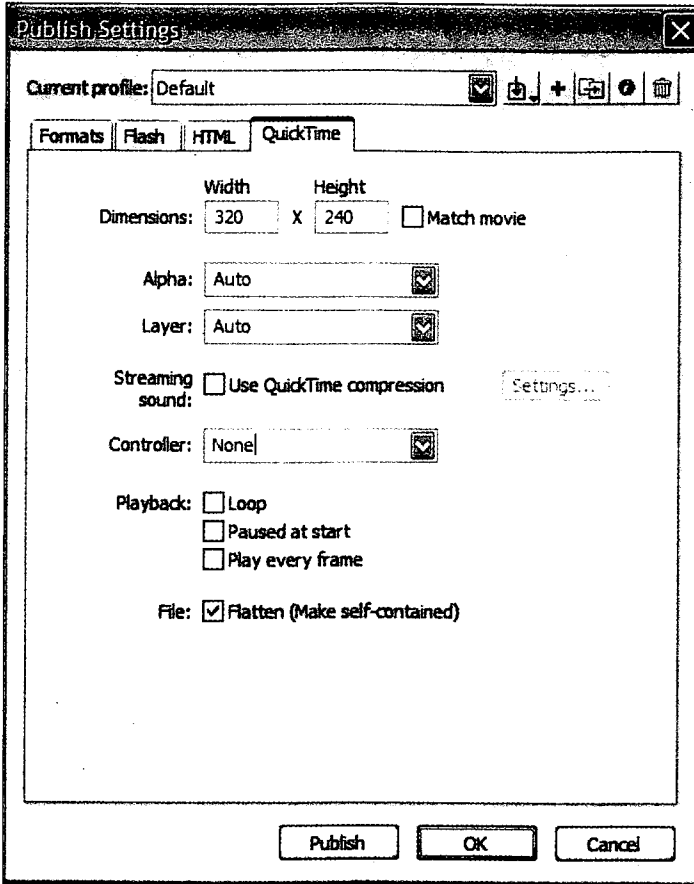 Publish Settings
Current profile: Default
Formats Flash HTML QuickTime
Width Height
Dimensions: 320 X 240 Match movie
Alpha: Auto
Layer: Auto
Streaming sound: Use QuickTime compression Settings...
Controller: None
Playback: Loop
Paused at start
Play every frame
File: Flatten (Make self-contained)
Publish OK Cancel